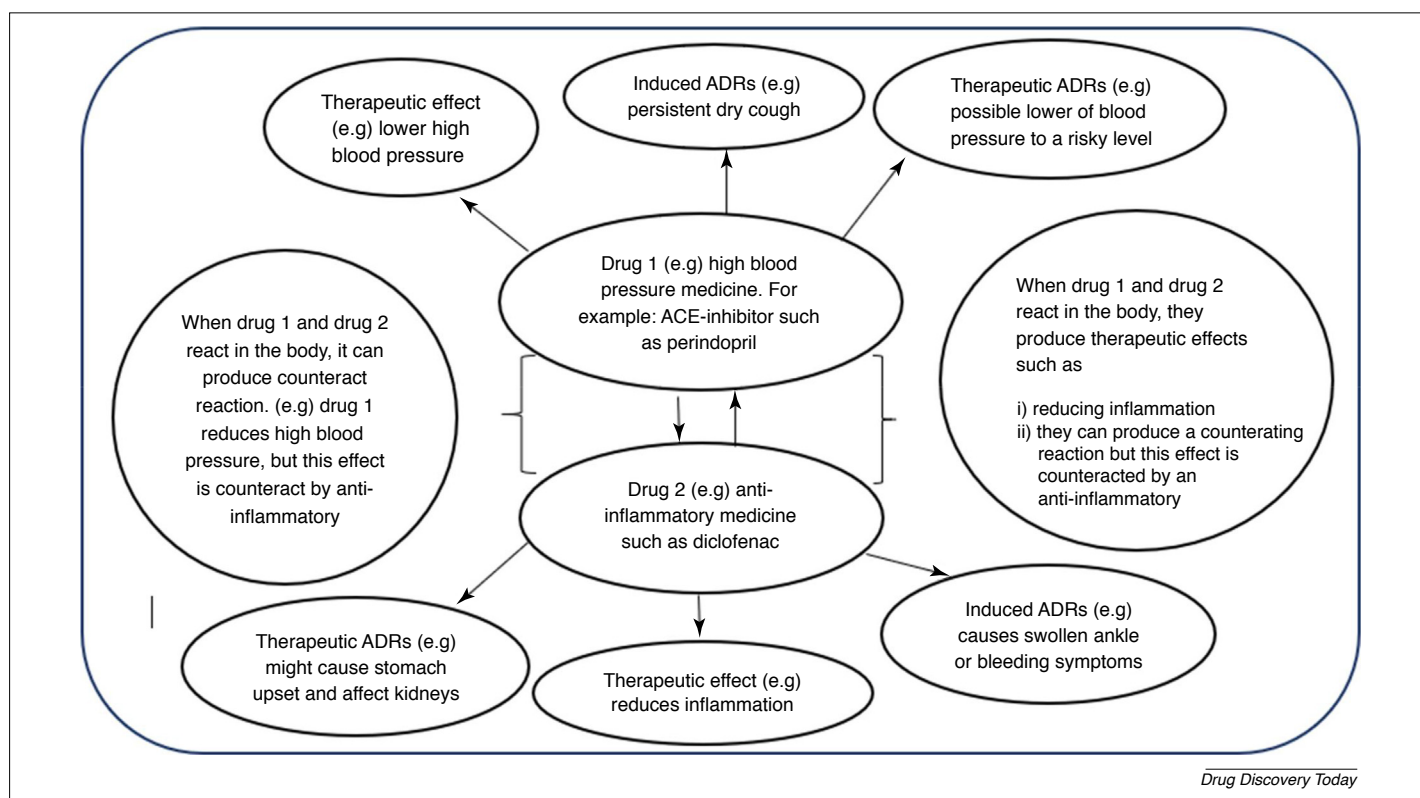 Therapeutic effect
(e.g) lower high
blood pressure
Induced ADRs (e.g)
persistent dry cough
Therapeutic ADRs (e.g)
possible lower of blood
pressure to a risky level
Drug 1 (e.g) high blood
pressure medicine. For
example: ACE-inhibitor such
as perindopril
When drug 1 and drug 2
react in the body, it can
produce counteract
reaction. (e.g) drug 1
reduces high blood
pressure, but this effect
is counteract by anti-
inflammatory
When drug 1 and drug 2
react in the body, they
produce therapeutic effects
such as
i) reducing inflammation
ii) they can produce a counterating
reaction but this effect is
counteracted by an
anti-inflammatory
Drug 2 (e.g) anti-
inflammatory medicine
such as diclofenac
Therapeutic ADRs (e.g)
might cause stomach
upset and affect kidneys
Therapeutic effect (e.g)
reduces inflammation
Induced ADRs (e.g)
causes swollen ankle
or bleeding symptoms
Drug Discovery Today